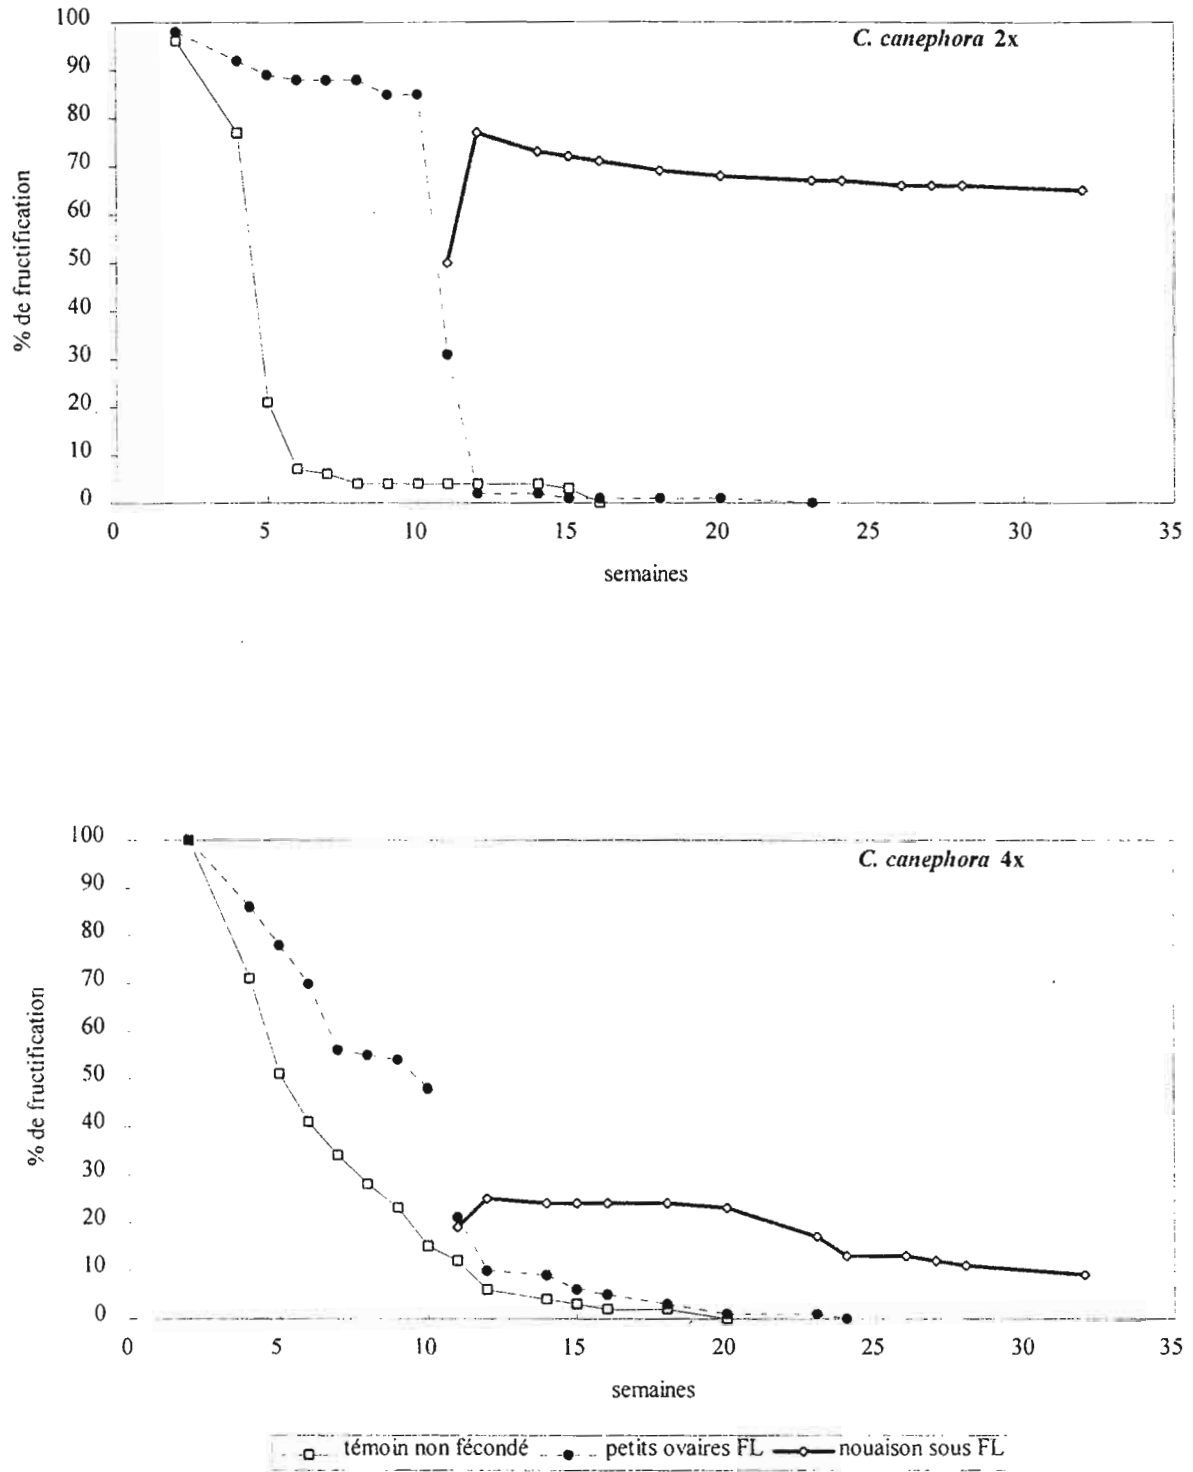 C. canephora 2x
100
90
80
70
60
50
40
30
20
10
0
% de fructification
0 5 10 15 20 25 30 35
semaines
C. canephora 4x
100
90
80
70
60
50
40
30
20
10
0
% de fructification
0 5 10 15 20 25 30 35
semaines
témoin non fécondé petits ovaires FL nouaison sous FL